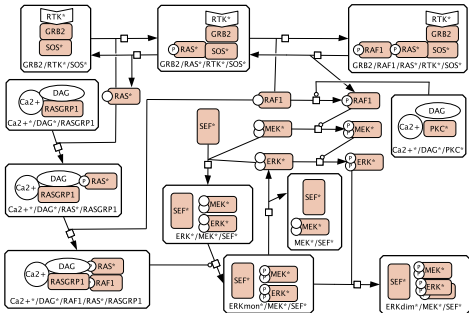 RTK*
GRB2
SOS*
GRB2/RTK*/SOS*
RTK*
GRB2
P RAS*
SOS*
GRB2/RAS*/RTK*/SOS*
RTK*
GRB2
P RAF1
P RAS*
SOS*
GRB2/RAF1/RAS*/RTK*/SOS*
DAG
Ca2+
RASGRP1
Ca2+*/DAG*/RASGRP1
P RAS*
RAF1
P RAF1
DAG
Ca2+
PKC*
Ca2+*/DAG*/PKC*
SEF*
MEK*
P MEK*
P
ERK*
P ERK*
P
DAG
P RAS*
Ca2+
RASGRP1
Ca2+*/DAG*/RAS*/RASGRP1
SEF*
MEK*
ERK*
ERK*/MEK*/SEF*
SEF*
MEK*
MEK*/SEF*
DAG
RAS*
Ca2+
RASGRP1
RAF1
Ca2+*/DAG*/RAF1/RAS*/RASGRP1
SEF*
P MEK*
P
P ERK*
P
ERKmon*/MEK*/SEF*
SEF*
P MEK*
P
P ERK*
P
ERKdim*/MEK*/SEF*